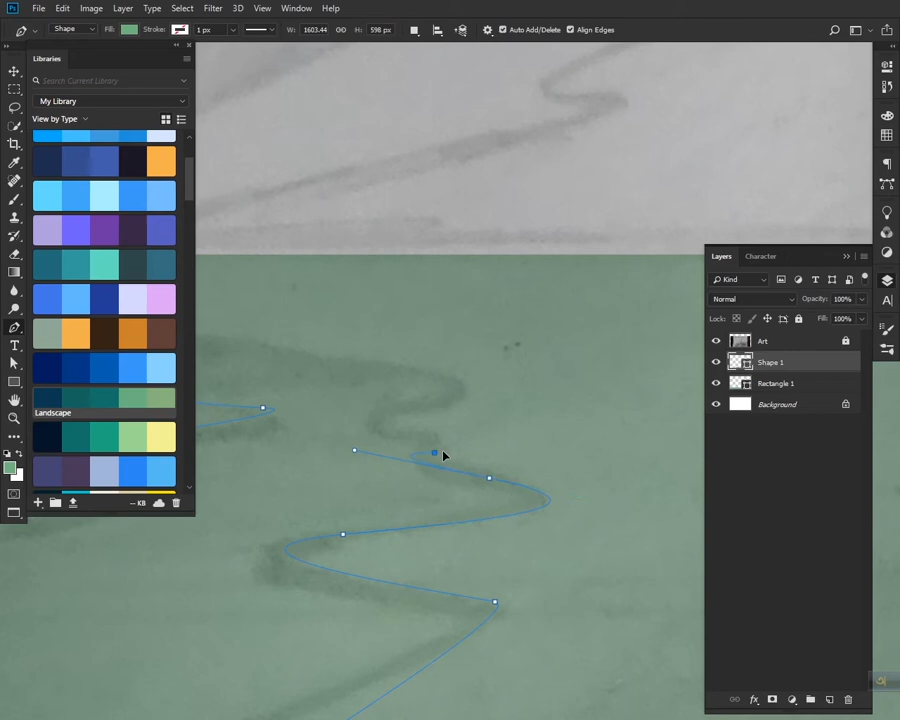 File Edit Image Layer Type Select Filter 3D View Window Help
Shape Fill: Stroke: 1 px W: 1603.44 H: 598 px Auto Add/Delete Align Edges
Libraries
Search Current Library
My Library
View by Type
Landscape
-- KB
Layers Character
Kind
Normal Opacity: 100%
Lock: Fill: 100%
Art
Shape 1
Rectangle 1
Background